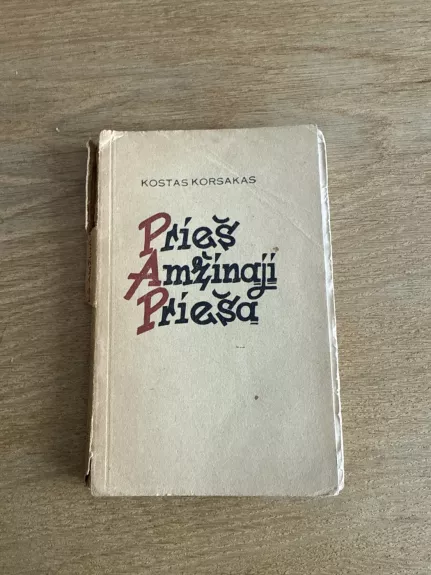 KOSTAS KORSAKAS
Prieš
Amžinąjį
Priešą